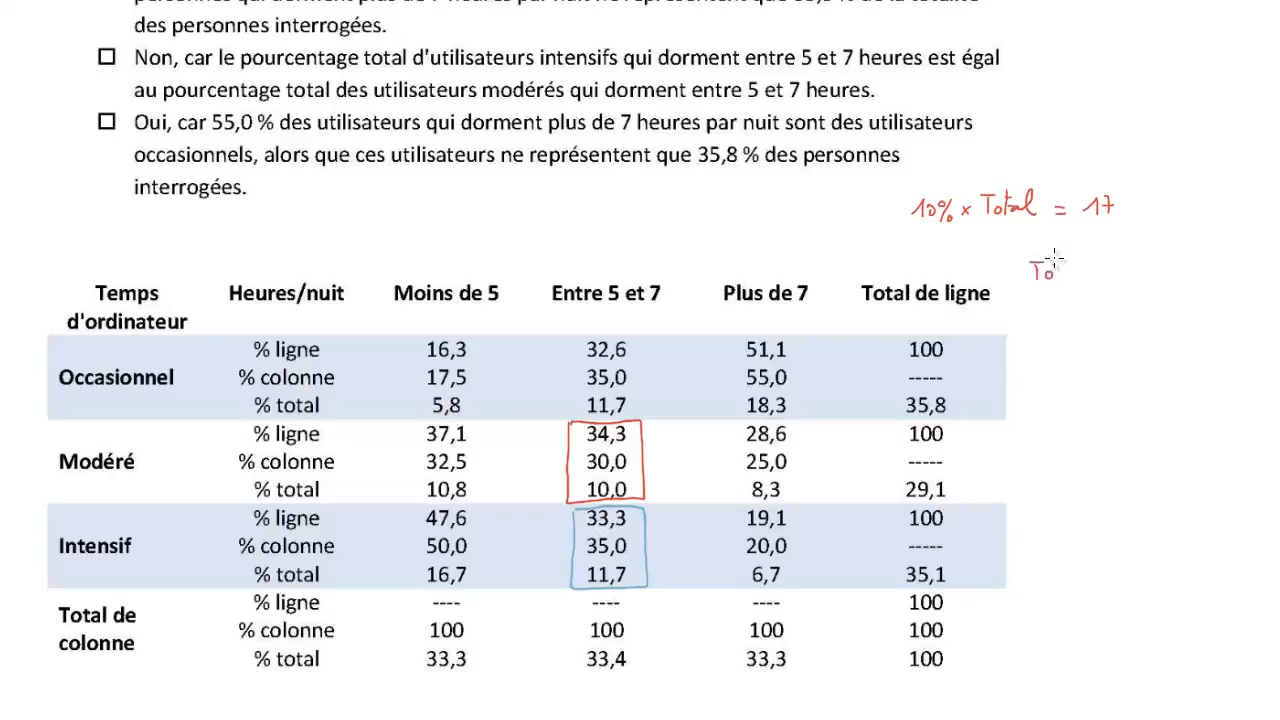 des personnes interrogées.
☐ Non, car le pourcentage total d'utilisateurs intensifs qui dorment entre 5 et 7 heures est égal
au pourcentage total des utilisateurs modérés qui dorment entre 5 et 7 heures.
☐ Oui, car 55,0 % des utilisateurs qui dorment plus de 7 heures par nuit sont des utilisateurs
occasionnels, alors que ces utilisateurs ne représentent que 35,8 % des personnes
interrogées.
10% × Total = 17
To
Temps d'ordinateur Heures/nuit Moins de 5 Entre 5 et 7 Plus de 7 Total de ligne
% ligne 16,3 32,6 51,1 100
Occasionnel % colonne 17,5 35,0 55,0 -----
% total 5,8 11,7 18,3 35,8
% ligne 37,1 34,3 28,6 100
Modéré % colonne 32,5 30,0 25,0 -----
% total 10,8 10,0 8,3 29,1
% ligne 47,6 33,3 19,1 100
Intensif % colonne 50,0 35,0 20,0 -----
% total 16,7 11,7 6,7 35,1
% ligne ---- ---- ---- 100
Total de colonne % colonne 100 100 100 100
% total 33,3 33,4 33,3 100